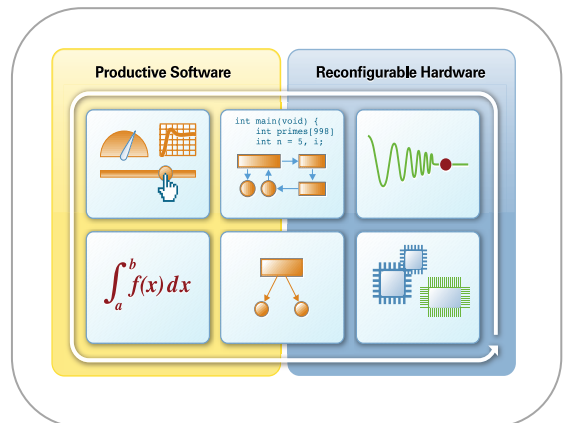 Productive Software
Reconfigurable Hardware
int main(void) {
int primes[998]
int n = 5, i;
∫ₐᵇ f(x) dx